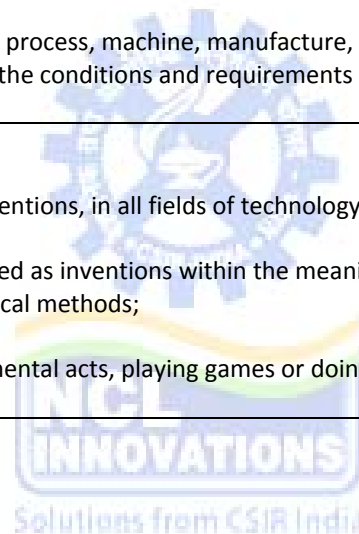 process, machine, manufacture,
the conditions and requirements
entions, in all fields of technology
ed as inventions within the meani
cal methods;
mental acts, playing games or doin
NCL
INNOVATIONS
Solutions from CSIR India